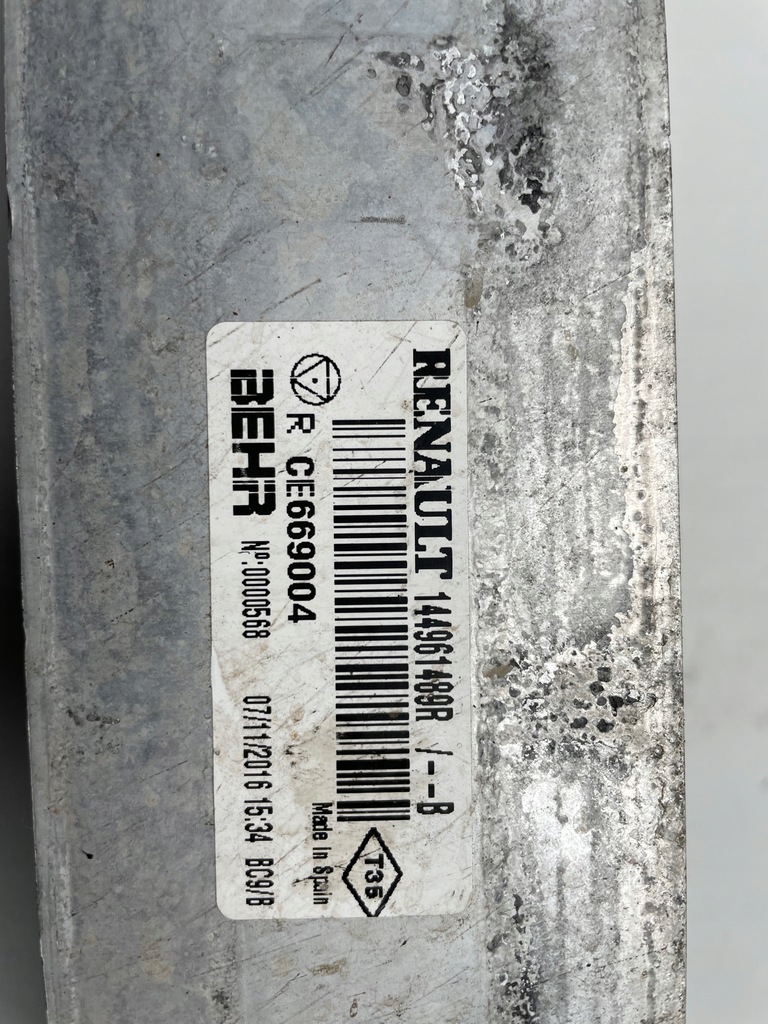 RENAULT 144961489R /--B
R CE669004
T35
Made In Spain
BEHR Nº:0000568 07/11/2016 15:34 BC9/B